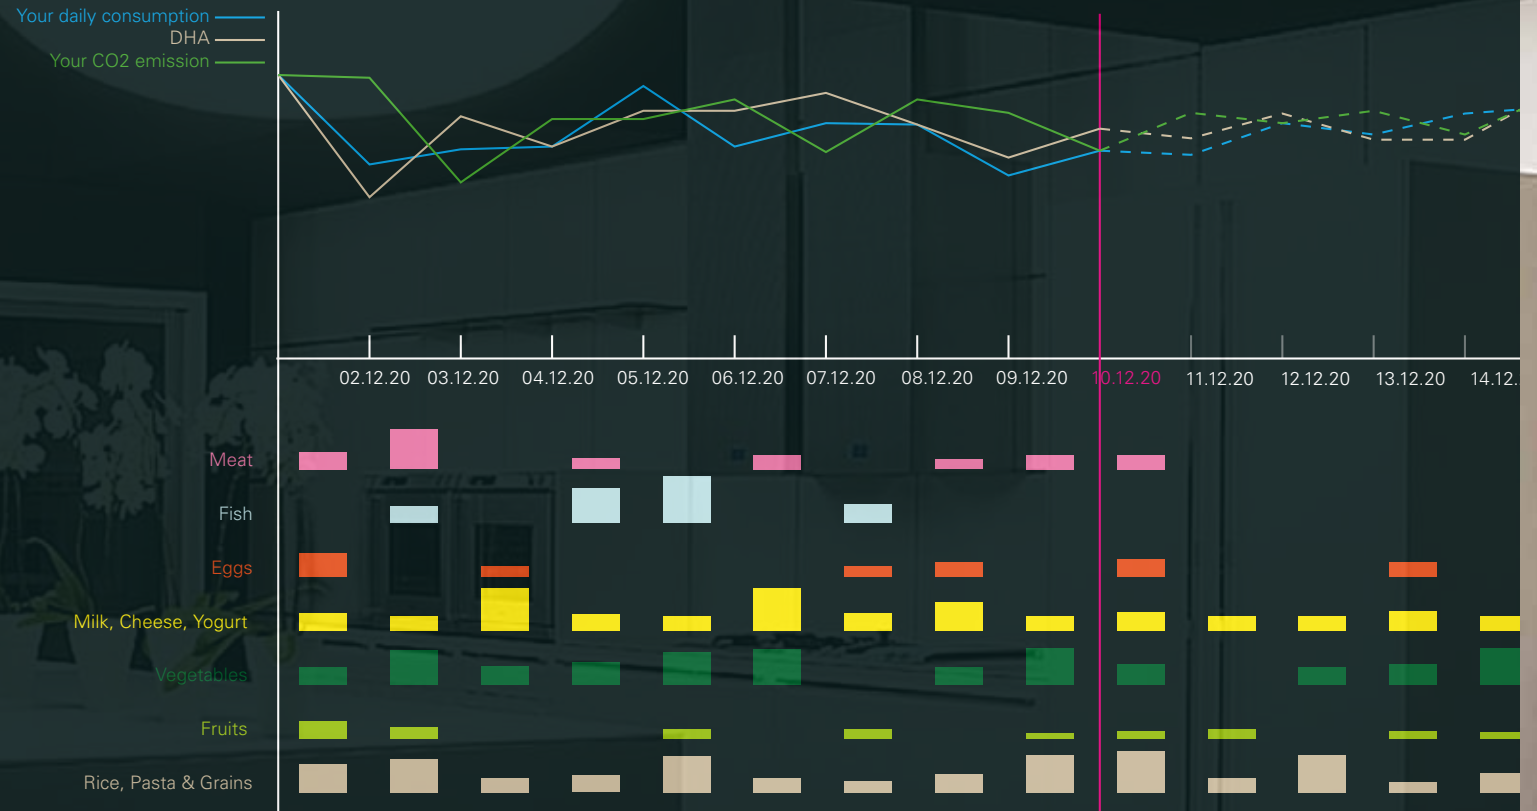 Your daily consumption
DHA
Your CO2 emission
02.12.20 03.12.20 04.12.20 05.12.20 06.12.20 07.12.20 08.12.20 09.12.20 10.12.20 11.12.20 12.12.20 13.12.20 14.12.
Meat
Fish
Eggs
Milk, Cheese, Yogurt
Vegetables
Fruits
Rice, Pasta & Grains